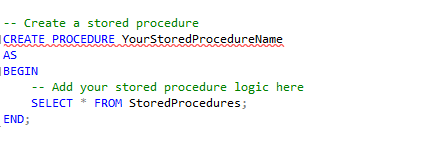 -- Create a stored procedure
CREATE PROCEDURE YourStoredProcedureName
AS
BEGIN
    -- Add your stored procedure logic here
    SELECT * FROM StoredProcedures;
END;